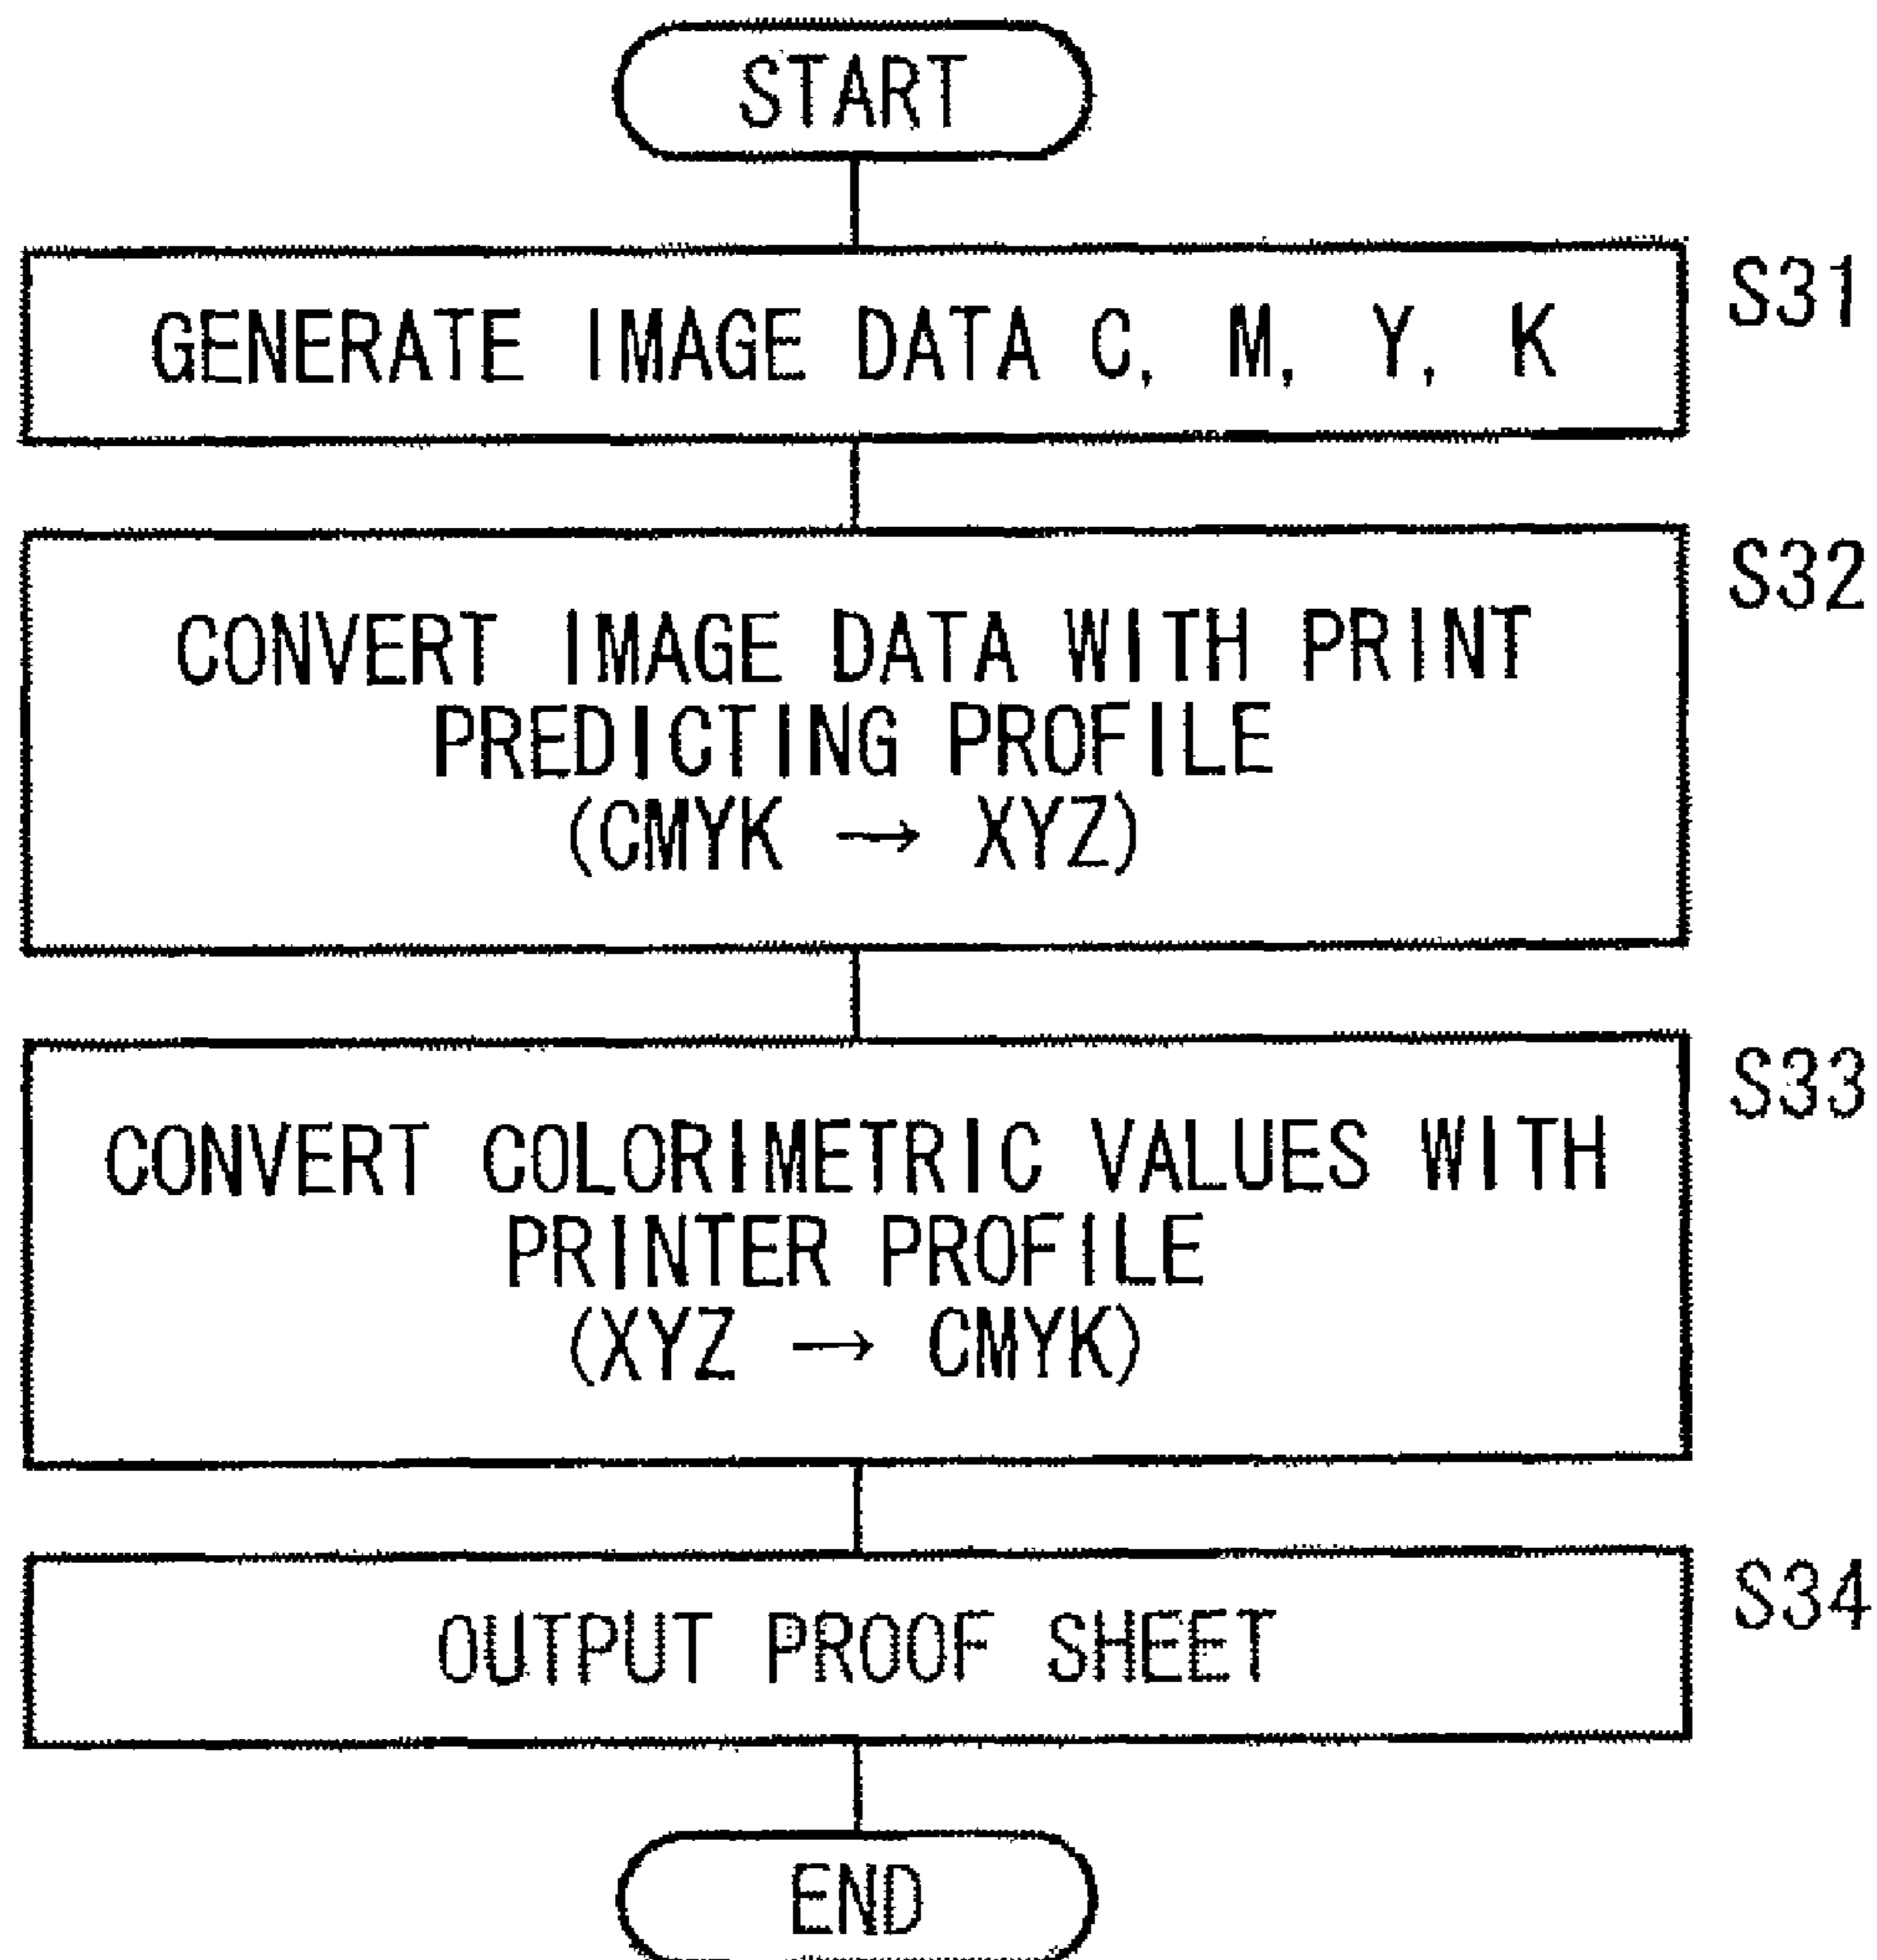 START
S31
GENERATE IMAGE DATA C, M, Y, K
S32
CONVERT IMAGE DATA WITH PRINT
PREDICTING PROFILE
(CMYK → XYZ)
S33
CONVERT COLORIMETRIC VALUES WITH
PRINTER PROFILE
(XYZ → CMYK)
S34
OUTPUT PROOF SHEET
END